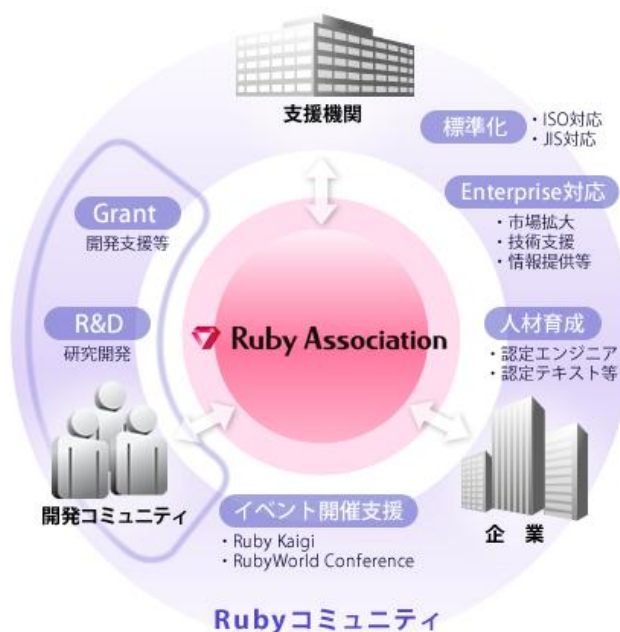 支援機関
標準化
・ISO対応
・JIS対応
Grant
開発支援等
Enterprise対応
・市場拡大
・技術支援
・情報提供等
R&D
研究開発
Ruby Association
人材育成
・認定エンジニア
・認定テキスト等
開発コミュニティ
イベント開催支援
・Ruby Kaigi
・RubyWorld Conference
企 業
Rubyコミュニティ